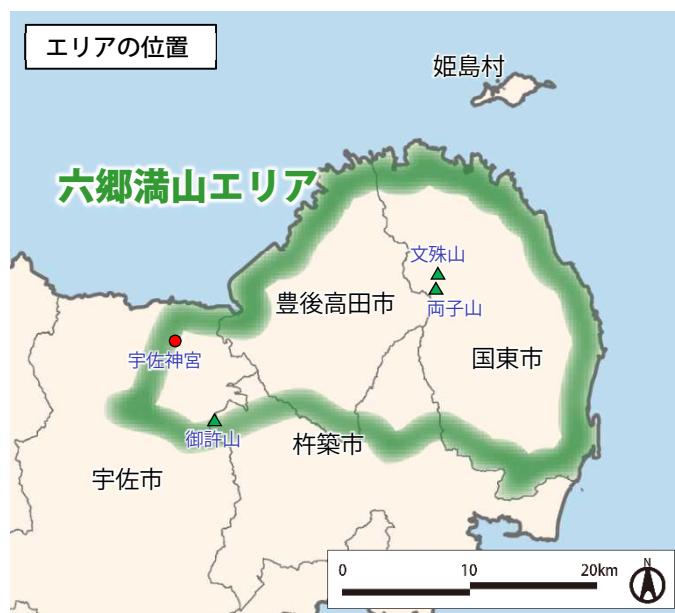 エリアの位置
姫島村
六郷満山エリア
文殊山
豊後高田市
両子山
宇佐神宮
国東市
御許山
杵築市
宇佐市
0 10 20km
N